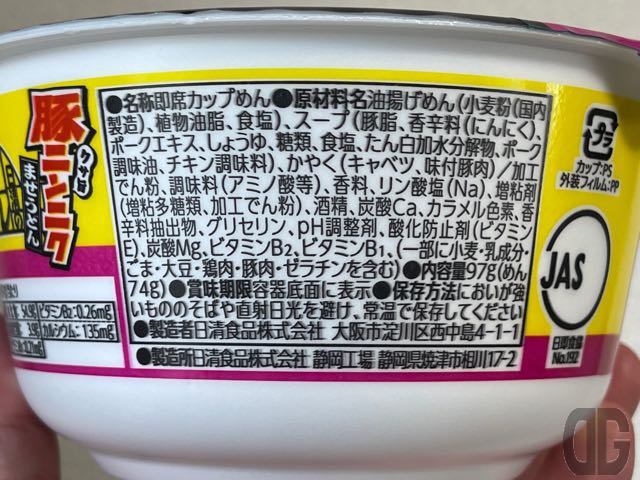 ●名称即席カップめん●原材料名油揚げめん(小麦粉(国内
製造)、植物油脂、食塩)、スープ(豚脂、香辛料(にんにく)、
ポークエキス、しょうゆ、糖類、食塩、たん白加水分解物、ポーク
調味油、チキン調味料)、かやく(キャベツ、味付豚肉)/加工
でん粉、調味料(アミノ酸等)、香料、リン酸塩(Na)、増粘剤
(増粘多糖類、加工でん粉)、酒精、炭酸Ca、カラメル色素、香
辛料抽出物、グリセリン、pH調整剤、酸化防止剤(ビタミン
E)、炭酸Mg、ビタミンB2、ビタミンB1、(一部に小麦・乳成分・
ごま・大豆・鶏肉・豚肉・ゼラチンを含む)●内容量97g(めん
74g)●賞味期限容器底面に表示●保存方法においが強
いもののそばや直射日光を避け、常温で保存してください
●製造者日清食品株式会社 大阪市淀川区西中島4-1-1
●製造所日清食品株式会社 静岡工場 静岡県焼津市相川17-2
豚ニンニク
まぜうどん
ビタミンB2:0.26mg
カルシウム:135mg
プラ
カップ:PS
外装フィルム:PP
JAS
日即食協
No.192
DG